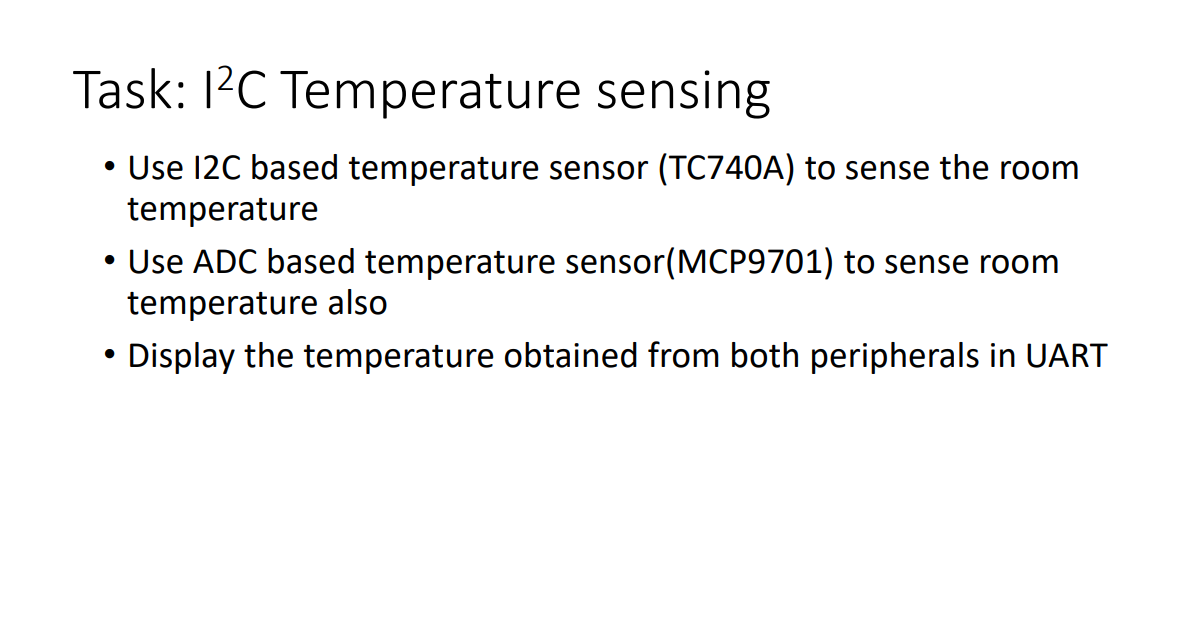 Task: I²C Temperature sensing
• Use I2C based temperature sensor (TC740A) to sense the room
temperature
• Use ADC based temperature sensor(MCP9701) to sense room
temperature also
• Display the temperature obtained from both peripherals in UART